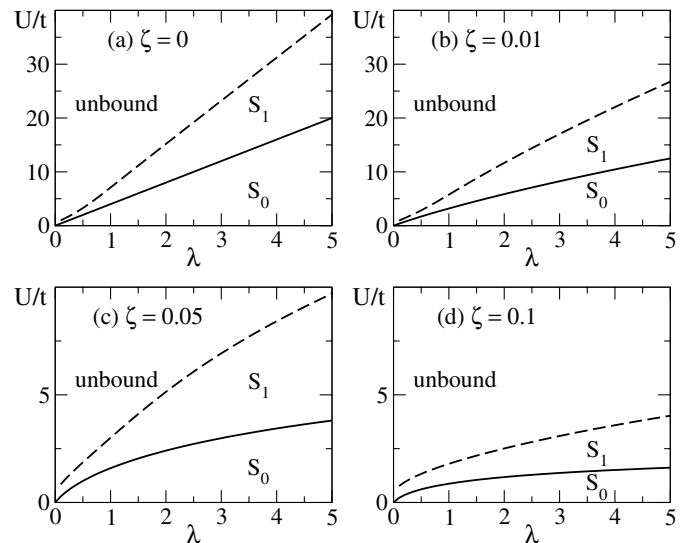 U/t
(a) ζ = 0
30
unbound
S₁
20
10
S₀
0
0 1 2 3 4 5
λ
(b) ζ = 0.01
30
unbound
20
S₁
10
S₀
0
0 1 2 3 4 5
λ
U/t
(c) ζ = 0.05
unbound
S₁
5
S₀
0
0 1 2 3 4 5
λ
U/t
(d) ζ = 0.1
unbound
5
S₁
S₀
0
0 1 2 3 4 5
λ